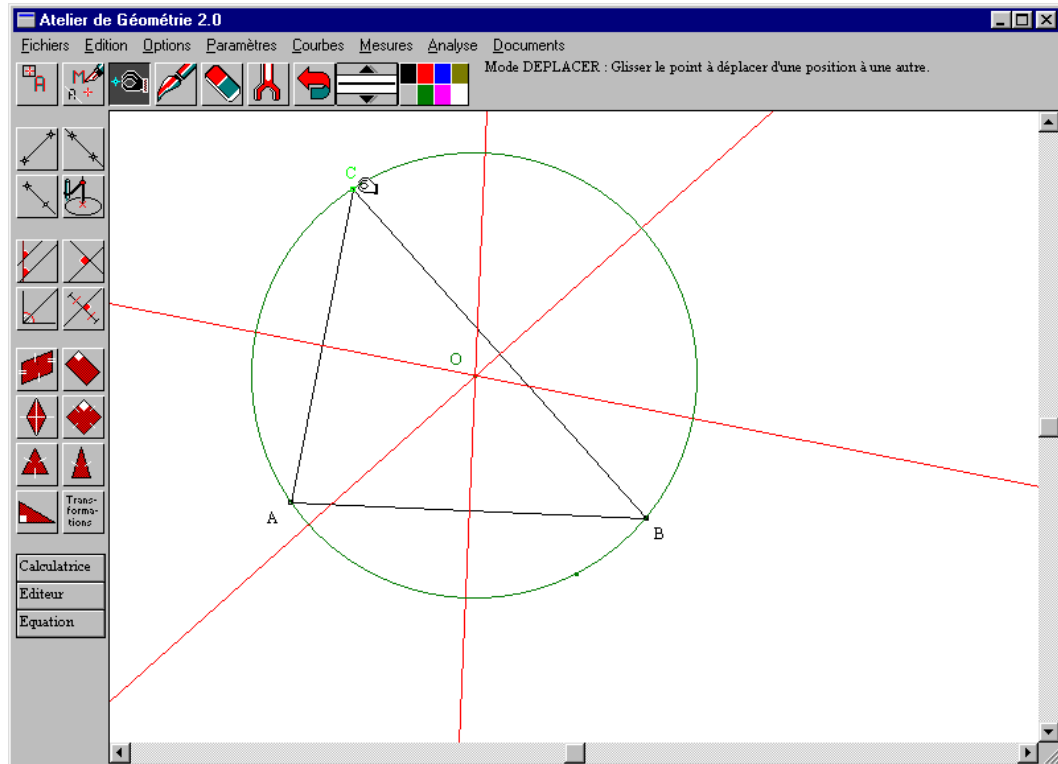 Atelier de Géométrie 2.0
Fichiers Edition Options Paramètres Courbes Mesures Analyse Documents
A M A Mode DEPLACER : Glisser le point à déplacer d'une position à une autre.
C
O
A
B
Trans-
forma-
tions
Calculatrice
Editeur
Equation